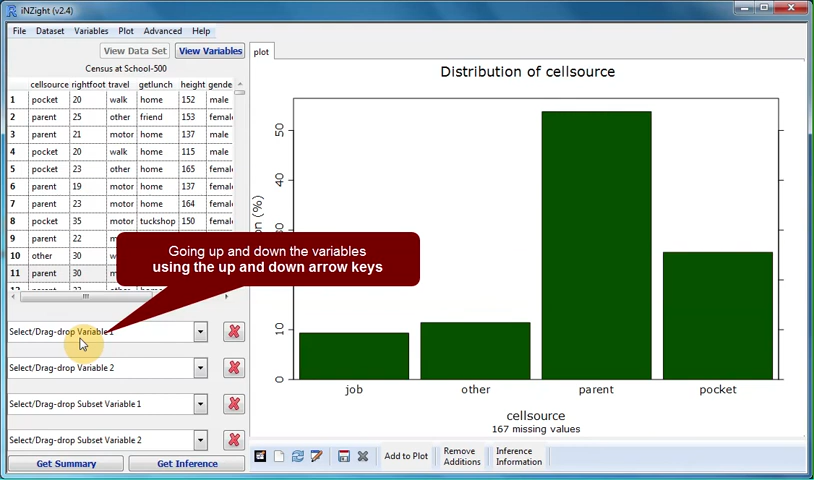 iNZight (v2.4)
File Dataset Variables Plot Advanced Help
View Data Set View Variables
Census at School-500
cellsource rightfoot travel getlunch height gende
1 pocket 20 walk home 152 male
2 parent 25 other friend 153 female
3 parent 21 motor home 137 male
4 pocket 20 walk home 115 male
5 pocket 23 other home 165 female
6 parent 19 motor home 137 female
7 parent 23 motor home 164 female
8 pocket 35 motor tuckshop 150 female
9 parent 22
10 other 30
11 parent 30
Going up and down the variables
using the up and down arrow keys
Select/Drag-drop Variable 1
Select/Drag-drop Variable 2
Select/Drag-drop Subset Variable 1
Select/Drag-drop Subset Variable 2
Get Summary Get Inference
plot
Distribution of cellsource
50
40
10
0
(%)
job other parent pocket
cellsource
167 missing values
Add to Plot
Remove Additions
Inference Information